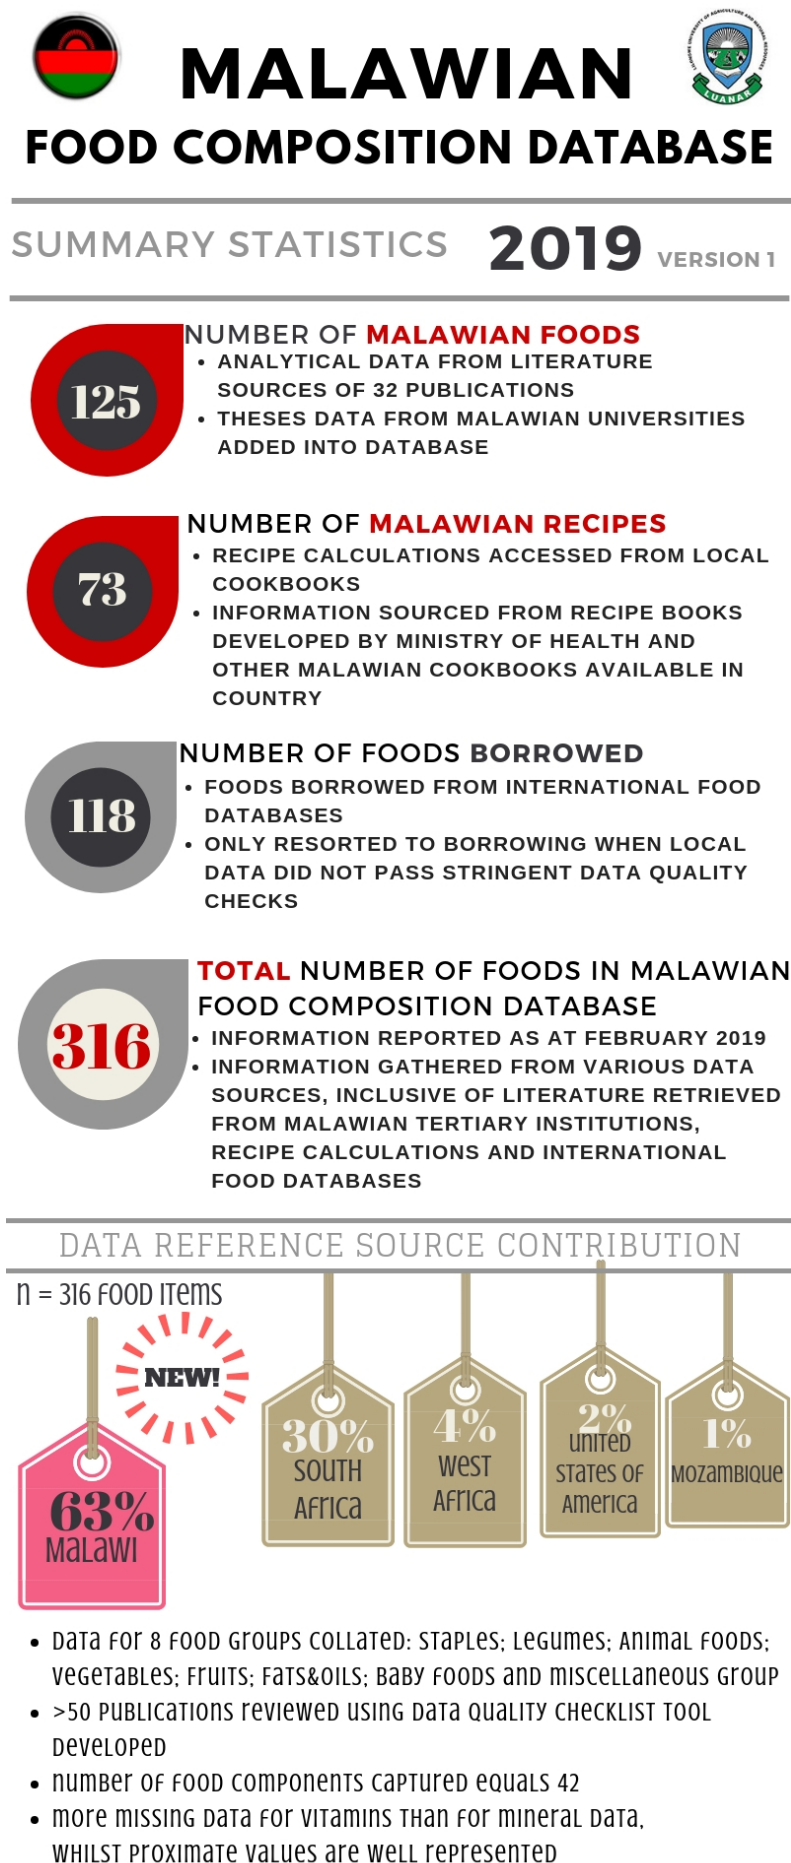 MALAWIAN
LUANAR
FOOD COMPOSITION DATABASE
SUMMARY STATISTICS 2019 VERSION 1
125
NUMBER OF MALAWIAN FOODS
• ANALYTICAL DATA FROM LITERATURE
SOURCES OF 32 PUBLICATIONS
• THESES DATA FROM MALAWIAN UNIVERSITIES
ADDED INTO DATABASE
73
NUMBER OF MALAWIAN RECIPES
• RECIPE CALCULATIONS ACCESSED FROM LOCAL
COOKBOOKS
• INFORMATION SOURCED FROM RECIPE BOOKS
DEVELOPED BY MINISTRY OF HEALTH AND
OTHER MALAWIAN COOKBOOKS AVAILABLE IN
COUNTRY
118
NUMBER OF FOODS BORROWED
• FOODS BORROWED FROM INTERNATIONAL FOOD
DATABASES
• ONLY RESORTED TO BORROWING WHEN LOCAL
DATA DID NOT PASS STRINGENT DATA QUALITY
CHECKS
316
TOTAL NUMBER OF FOODS IN MALAWIAN
FOOD COMPOSITION DATABASE
• INFORMATION REPORTED AS AT FEBRUARY 2019
• INFORMATION GATHERED FROM VARIOUS DATA
SOURCES, INCLUSIVE OF LITERATURE RETRIEVED
FROM MALAWIAN TERTIARY INSTITUTIONS,
RECIPE CALCULATIONS AND INTERNATIONAL
FOOD DATABASES
DATA REFERENCE SOURCE CONTRIBUTION
n = 316 food items
NEW!
63%
Malawi
30%
South
Africa
4%
West
Africa
2%
United
States of
America
1%
Mozambique
• Data for 8 food groups collated: Staples; Legumes; Animal foods;
vegetables; Fruits; Fats&Oils; Baby foods and miscellaneous group
• >50 publications reviewed using data quality checklist tool
developed
• number of food components captured equals 42
• more missing data for vitamins than for mineral data,
whilst proximate values are well represented